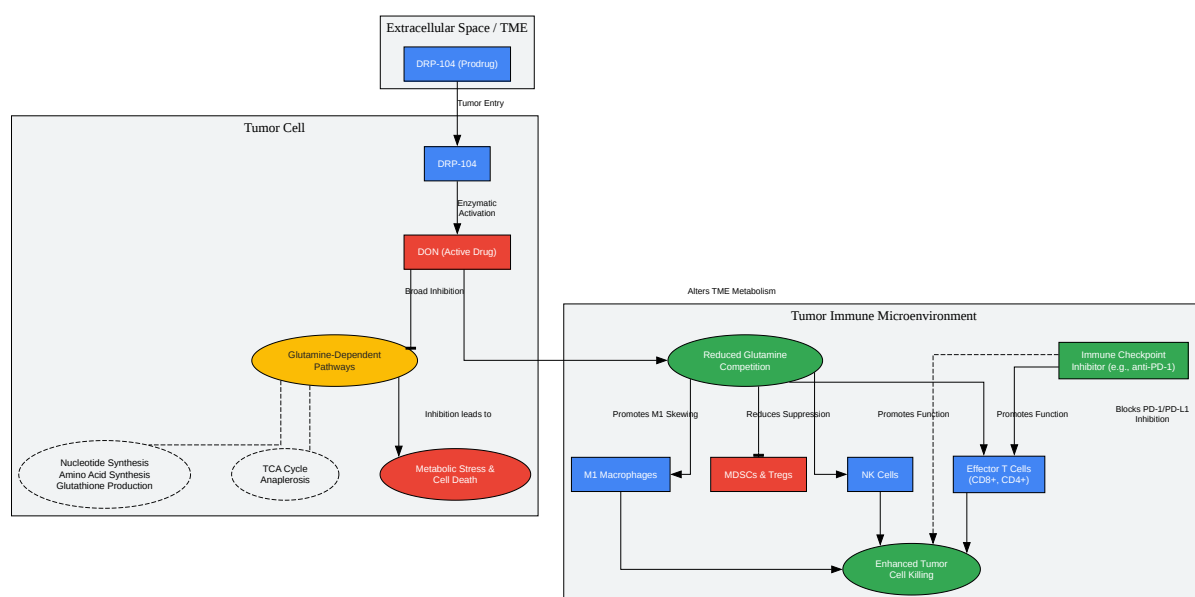 Extracellular Space / TME
DRP-104 (Prodrug)
Tumor Entry
Tumor Cell
DRP-104
Enzymatic
Activation
DON (Active Drug)
Broad Inhibition
Alters TME Metabolism
Tumor Immune Microenvironment
Glutamine-Dependent
Pathways
Reduced Glutamine
Competition
Immune Checkpoint
Inhibitor (e.g., anti-PD-1)
Inhibition leads to
Promotes M1 Skewing
Reduces Suppression
Promotes Function
Promotes Function
Blocks PD-1/PD-L1
Inhibition
Nucleotide Synthesis
Amino Acid Synthesis
Glutathione Production
TCA Cycle
Anaplerosis
Metabolic Stress &
Cell Death
M1 Macrophages
MDSCs & Tregs
NK Cells
Effector T Cells
(CD8+, CD4+)
Enhanced Tumor
Cell Killing